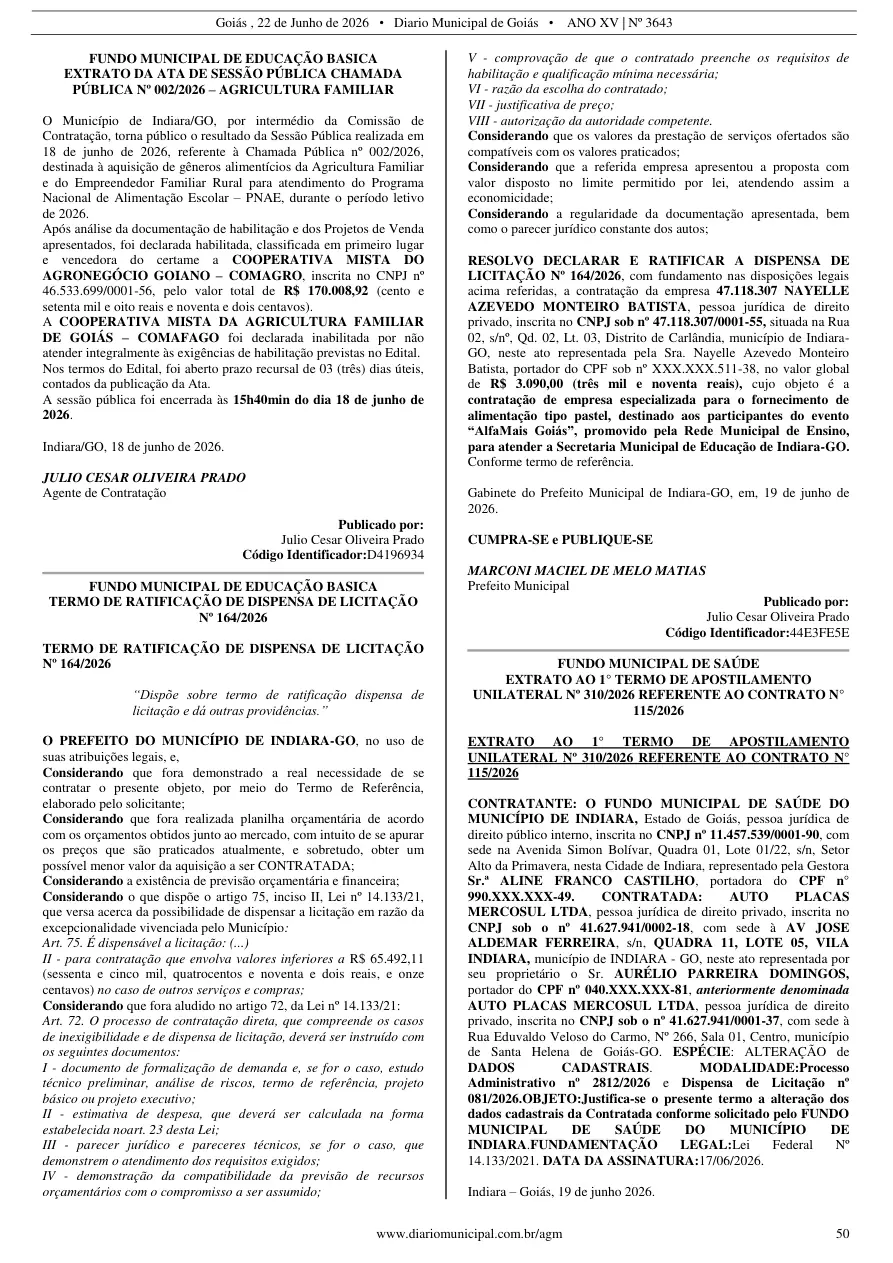 Goiás , 22 de Junho de 2026 • Diario Municipal de Goiás • ANO XV | Nº 3643
FUNDO MUNICIPAL DE EDUCAÇÃO BASICA
EXTRATO DA ATA DE SESSÃO PÚBLICA CHAMADA
PÚBLICA Nº 002/2026 – AGRICULTURA FAMILIAR
O Município de Indiara/GO, por intermédio da Comissão de
Contratação, torna público o resultado da Sessão Pública realizada em
18 de junho de 2026, referente à Chamada Pública nº 002/2026,
destinada à aquisição de gêneros alimentícios da Agricultura Familiar
e do Empreendedor Familiar Rural para atendimento do Programa
Nacional de Alimentação Escolar – PNAE, durante o período letivo
de 2026.
Após análise da documentação de habilitação e dos Projetos de Venda
apresentados, foi declarada habilitada, classificada em primeiro lugar
e vencedora do certame a COOPERATIVA MISTA DO
AGRONEGÓCIO GOIANO – COMAGRO, inscrita no CNPJ nº
46.533.699/0001-56, pelo valor total de R$ 170.008,92 (cento e
setenta mil e oito reais e noventa e dois centavos).
A COOPERATIVA MISTA DA AGRICULTURA FAMILIAR
DE GOIÁS – COMAFAGO foi declarada inabilitada por não
atender integralmente às exigências de habilitação previstas no Edital.
Nos termos do Edital, foi aberto prazo recursal de 03 (três) dias úteis,
contados da publicação da Ata.
A sessão pública foi encerrada às 15h40min do dia 18 de junho de
2026.
Indiara/GO, 18 de junho de 2026.
JULIO CESAR OLIVEIRA PRADO
Agente de Contratação
Publicado por:
Julio Cesar Oliveira Prado
Código Identificador:D4196934
FUNDO MUNICIPAL DE EDUCAÇÃO BASICA
TERMO DE RATIFICAÇÃO DE DISPENSA DE LICITAÇÃO
Nº 164/2026
TERMO DE RATIFICAÇÃO DE DISPENSA DE LICITAÇÃO
Nº 164/2026
“Dispõe sobre termo de ratificação dispensa de
licitação e dá outras providências.”
O PREFEITO DO MUNICÍPIO DE INDIARA-GO, no uso de
suas atribuições legais, e,
Considerando que fora demonstrado a real necessidade de se
contratar o presente objeto, por meio do Termo de Referência,
elaborado pelo solicitante;
Considerando que fora realizada planilha orçamentária de acordo
com os orçamentos obtidos junto ao mercado, com intuito de se apurar
os preços que são praticados atualmente, e sobretudo, obter um
possível menor valor da aquisição a ser CONTRATADA;
Considerando a existência de previsão orçamentária e financeira;
Considerando o que dispõe o artigo 75, inciso II, Lei nº 14.133/21,
que versa acerca da possibilidade de dispensar a licitação em razão da
excepcionalidade vivenciada pelo Município:
Art. 75. É dispensável a licitação: (...)
II - para contratação que envolva valores inferiores a R$ 65.492,11
(sessenta e cinco mil, quatrocentos e noventa e dois reais, e onze
centavos) no caso de outros serviços e compras;
Considerando que fora aludido no artigo 72, da Lei nº 14.133/21:
Art. 72. O processo de contratação direta, que compreende os casos
de inexigibilidade e de dispensa de licitação, deverá ser instruído com
os seguintes documentos:
I - documento de formalização de demanda e, se for o caso, estudo
técnico preliminar, análise de riscos, termo de referência, projeto
básico ou projeto executivo;
II - estimativa de despesa, que deverá ser calculada na forma
estabelecida noart. 23 desta Lei;
III - parecer jurídico e pareceres técnicos, se for o caso, que
demonstrem o atendimento dos requisitos exigidos;
IV - demonstração da compatibilidade da previsão de recursos
orçamentários com o compromisso a ser assumido;
V - comprovação de que o contratado preenche os requisitos de
habilitação e qualificação mínima necessária;
VI - razão da escolha do contratado;
VII - justificativa de preço;
VIII - autorização da autoridade competente.
Considerando que os valores da prestação de serviços ofertados são
compatíveis com os valores praticados;
Considerando que a referida empresa apresentou a proposta com
valor disposto no limite permitido por lei, atendendo assim a
economicidade;
Considerando a regularidade da documentação apresentada, bem
como o parecer jurídico constante dos autos;
RESOLVO DECLARAR E RATIFICAR A DISPENSA DE
LICITAÇÃO Nº 164/2026, com fundamento nas disposições legais
acima referidas, a contratação da empresa 47.118.307 NAYELLE
AZEVEDO MONTEIRO BATISTA, pessoa jurídica de direito
privado, inscrita no CNPJ sob nº 47.118.307/0001-55, situada na Rua
02, s/nº, Qd. 02, Lt. 03, Distrito de Carlândia, município de Indiara-
GO, neste ato representada pela Sra. Nayelle Azevedo Monteiro
Batista, portador do CPF sob nº XXX.XXX.511-38, no valor global
de R$ 3.090,00 (três mil e noventa reais), cujo objeto é a
contratação de empresa especializada para o fornecimento de
alimentação tipo pastel, destinado aos participantes do evento
“AlfaMais Goiás”, promovido pela Rede Municipal de Ensino,
para atender a Secretaria Municipal de Educação de Indiara-GO.
Conforme termo de referência.
Gabinete do Prefeito Municipal de Indiara-GO, em, 19 de junho de
2026.
CUMPRA-SE e PUBLIQUE-SE
MARCONI MACIEL DE MELO MATIAS
Prefeito Municipal
Publicado por:
Julio Cesar Oliveira Prado
Código Identificador:44E3FE5E
FUNDO MUNICIPAL DE SAÚDE
EXTRATO AO 1° TERMO DE APOSTILAMENTO
UNILATERAL Nº 310/2026 REFERENTE AO CONTRATO N°
115/2026
EXTRATO AO 1° TERMO DE APOSTILAMENTO
UNILATERAL Nº 310/2026 REFERENTE AO CONTRATO N°
115/2026
CONTRATANTE: O FUNDO MUNICIPAL DE SAÚDE DO
MUNICÍPIO DE INDIARA, Estado de Goiás, pessoa jurídica de
direito público interno, inscrita no CNPJ nº 11.457.539/0001-90, com
sede na Avenida Simon Bolívar, Quadra 01, Lote 01/22, s/n, Setor
Alto da Primavera, nesta Cidade de Indiara, representado pela Gestora
Sr.ª ALINE FRANCO CASTILHO, portadora do CPF n°
990.XXX.XXX-49. CONTRATADA: AUTO PLACAS
MERCOSUL LTDA, pessoa jurídica de direito privado, inscrita no
CNPJ sob o nº 41.627.941/0002-18, com sede à AV JOSE
ALDEMAR FERREIRA, s/n, QUADRA 11, LOTE 05, VILA
INDIARA, município de INDIARA - GO, neste ato representada por
seu proprietário o Sr. AURÉLIO PARREIRA DOMINGOS,
portador do CPF nº 040.XXX.XXX-81, anteriormente denominada
AUTO PLACAS MERCOSUL LTDA, pessoa jurídica de direito
privado, inscrita no CNPJ sob o nº 41.627.941/0001-37, com sede à
Rua Eduvaldo Veloso do Carmo, Nº 266, Sala 01, Centro, município
de Santa Helena de Goiás-GO. ESPÉCIE: ALTERAÇÃO de
DADOS CADASTRAIS. MODALIDADE:Processo
Administrativo nº 2812/2026 e Dispensa de Licitação nº
081/2026.OBJETO:Justifica-se o presente termo a alteração dos
dados cadastrais da Contratada conforme solicitado pelo FUNDO
MUNICIPAL DE SAÚDE DO MUNICÍPIO DE
INDIARA.FUNDAMENTAÇÃO LEGAL:Lei Federal Nº
14.133/2021. DATA DA ASSINATURA:17/06/2026.
Indiara – Goiás, 19 de junho 2026.
www.diariomunicipal.com.br/agm 50